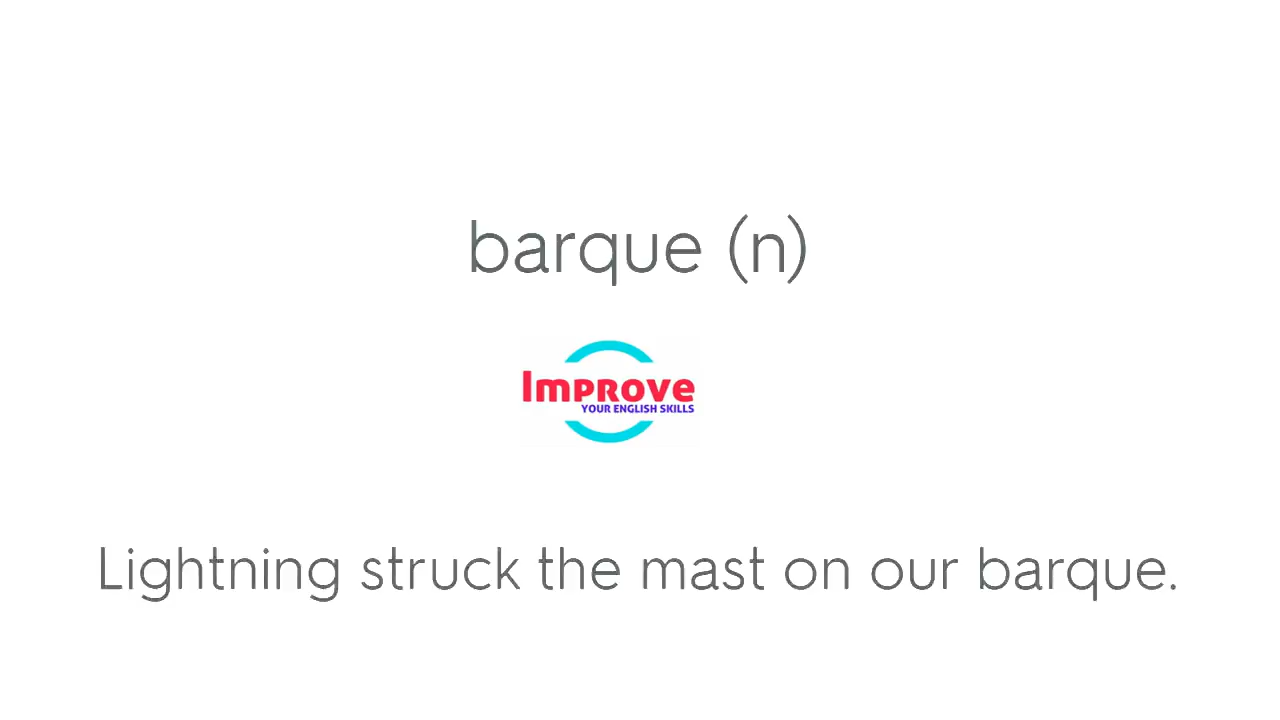 barque (n)
Improve
YOUR ENGLISH SKILLS
Lightning struck the mast on our barque.